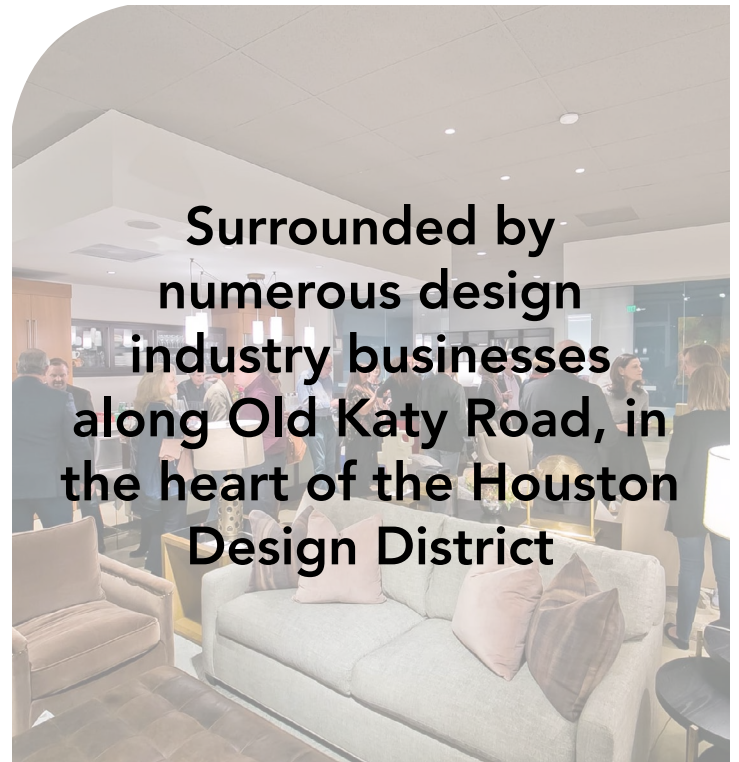 Surrounded by
numerous design
industry businesses
along Old Katy Road, in
the heart of the Houston
Design District